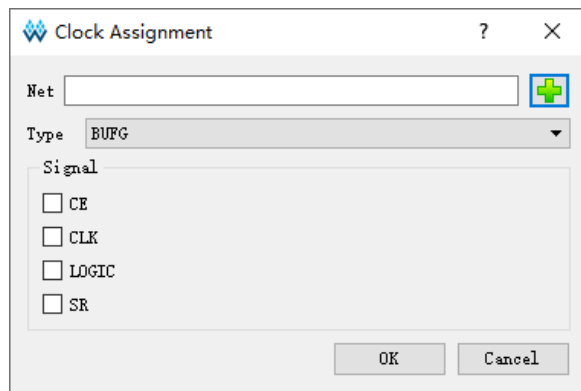 Clock Assignment ?
Net
Type BUFG
Signal
CE
CLK
LOGIC
SR
OK Cancel